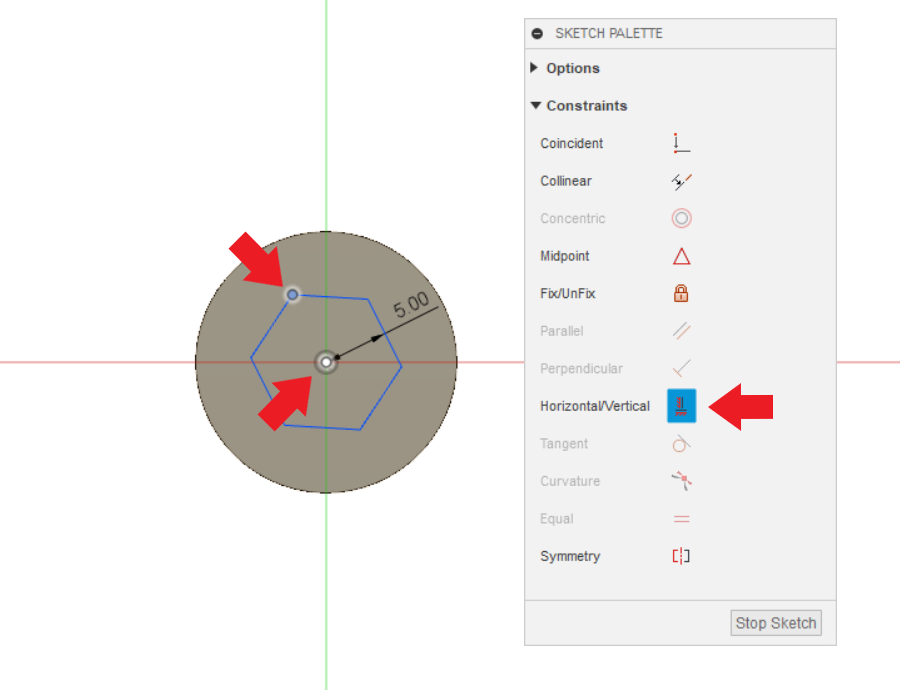 SKETCH PALETTE
Options
Constraints
Coincident
Collinear
Concentric
Midpoint
Fix/UnFix
Parallel
Perpendicular
Horizontal/Vertical
Tangent
Curvature
Equal
Symmetry
Stop Sketch
5.00